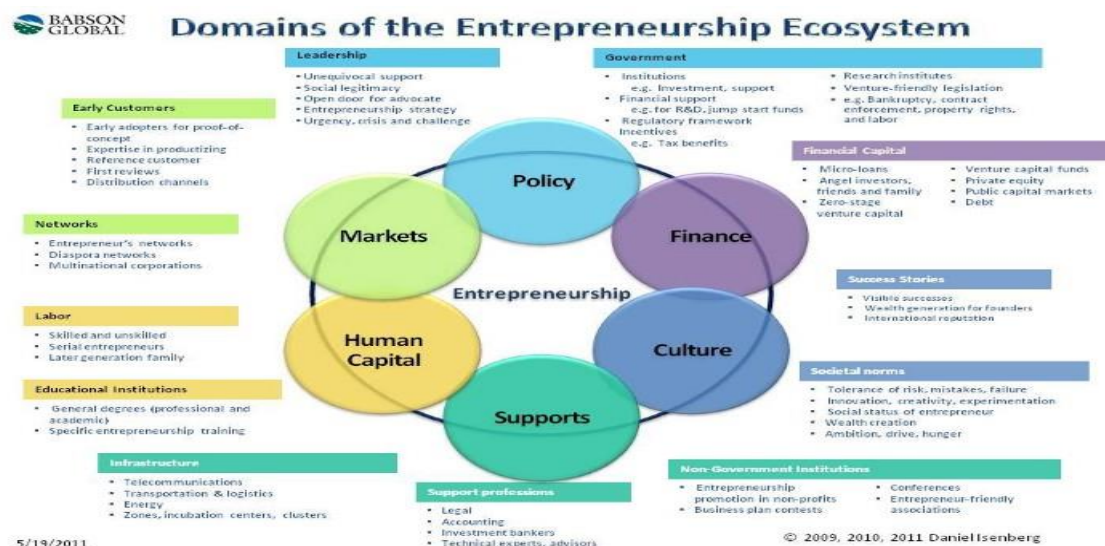 BABSON
GLOBAL
Domains of the Entrepreneurship Ecosystem
Leadership
• Unequivocal support
• Social legitimacy
• Open door for advocate
• Entrepreneurship strategy
• Urgency, crisis and challenge
Government
• Institutions
e.g. Investment, support
• Financial support
e.g. for R&D, jump start funds
• Regulatory framework
Incentives
e.g. Tax benefits
• Research institutes
• Venture-friendly legislation
• e.g. Bankruptcy, contract
enforcement, property rights,
and labor
Early Customers
• Early adopters for proof-of-
concept
• Expertise in productizing
• Reference customer
• First reviews
• Distribution channels
Financial Capital
• Micro-loans
• Angel investors,
friends and family
• Zero-stage
venture capital
• Venture capital funds
• Private equity
• Public capital markets
• Debt
Networks
• Entrepreneur's networks
• Diaspora networks
• Multinational corporations
Policy
Markets
Finance
Entrepreneurship
Human
Capital
Culture
Supports
Success Stories
• Visible successes
• Wealth generation for founders
• International reputation
Labor
• Skilled and unskilled
• Serial entrepreneurs
• Later generation family
Societal norms
• Tolerance of risk, mistakes, failure
• Innovation, creativity, experimentation
• Social status of entrepreneur
• Wealth creation
• Ambition, drive, hunger
Educational Institutions
• General degrees (professional and
academic)
• Specific entrepreneurship training
Infrastructure
• Telecommunications
• Transportation & logistics
• Energy
• Zones, incubation centers, clusters
Support professions
• Legal
• Accounting
• Investment bankers
• Technical experts, advisors
Non-Government Institutions
• Entrepreneurship
promotion in non-profits
• Business plan contests
• Conferences
• Entrepreneur-friendly
associations
5/19/2011
© 2009, 2010, 2011 Daniel Isenberg